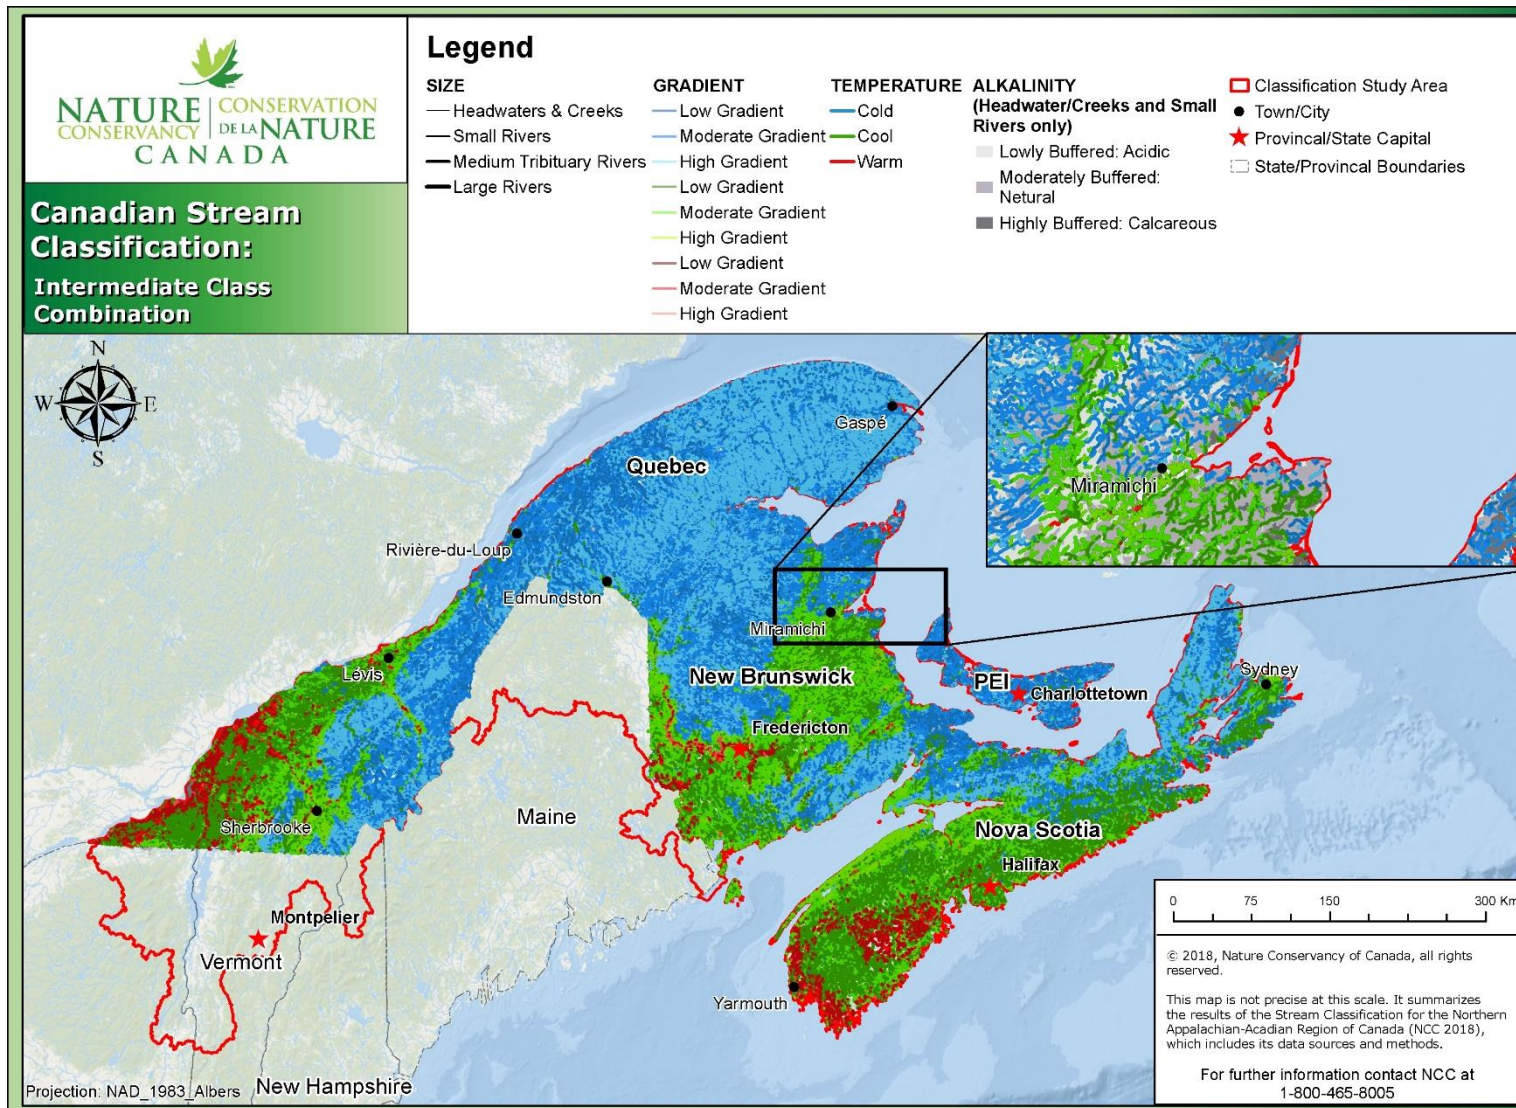 NATURE
CONSERVANCY
CONSERVATION
DE LA NATURE
CANADA
Canadian Stream
Classification:
Intermediate Class
Combination
Legend
SIZE
Headwaters & Creeks
Small Rivers
Medium Tribituary Rivers
Large Rivers
GRADIENT
Low Gradient
Moderate Gradient
High Gradient
Low Gradient
Moderate Gradient
High Gradient
Low Gradient
Moderate Gradient
High Gradient
TEMPERATURE
Cold
Cool
Warm
ALKALINITY
(Headwater/Creeks and Small
Rivers only)
Lowly Buffered: Acidic
Moderately Buffered:
Natural
Highly Buffered: Calcareous
Classification Study Area
Town/City
Provincal/State Capital
State/Provincal Boundaries
N
W
E
S
Gaspé
Quebec
Rivière-du-Loup
Edmundston
Miramichi
Miramichi
Lévis
New Brunswick
PEI
Charlottetown
Sydney
Fredericton
Sherbrooke
Maine
Nova Scotia
Halifax
Montpelier
Vermont
Yarmouth
New Hampshire
Projection: NAD_1983_Albers
0 75 150 300 Km
© 2018, Nature Conservancy of Canada, all rights
reserved.
This map is not precise at this scale. It summarizes
the results of the Stream Classification for the Northern
Appalachian-Acadian Region of Canada (NCC 2018),
which includes its data sources and methods.
For further information contact NCC at
1-800-465-8005